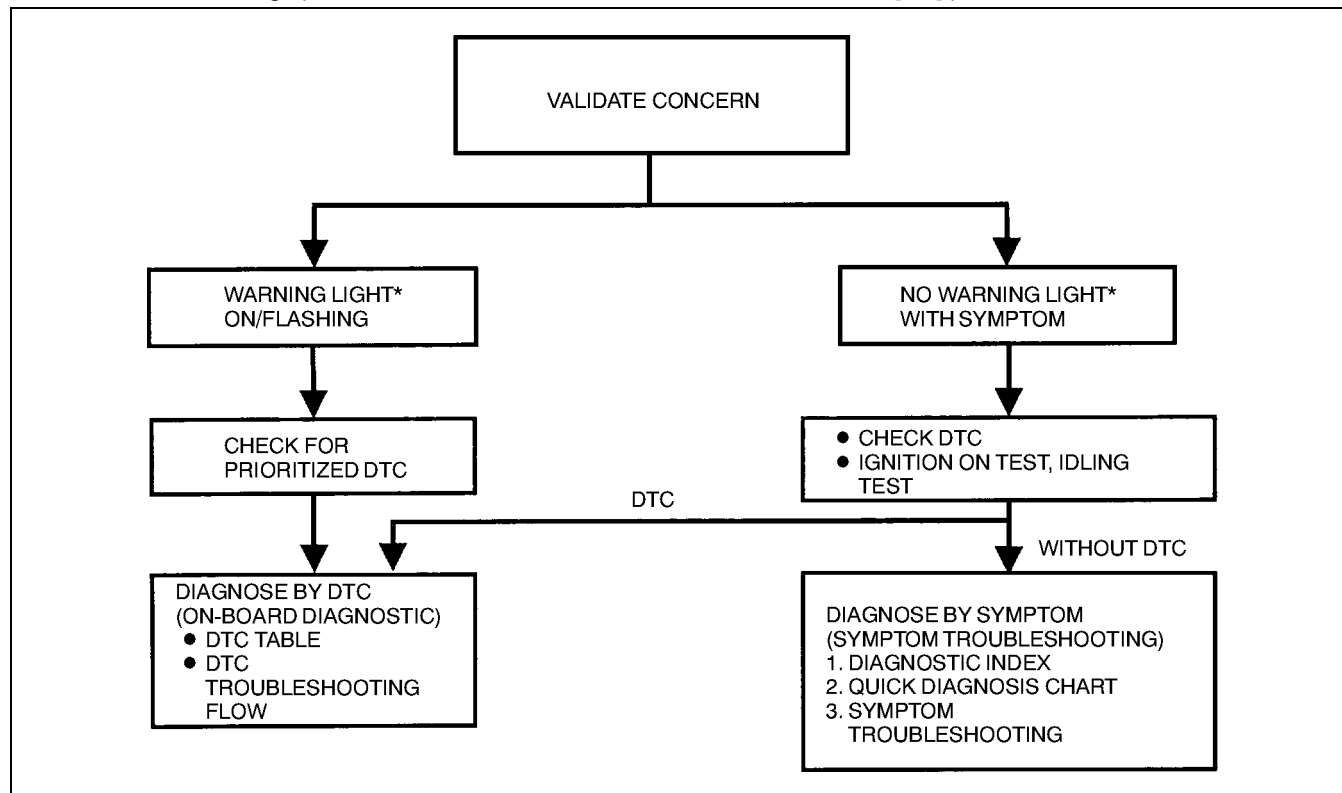 VALIDATE CONCERN
WARNING LIGHT*
ON/FLASHING
NO WARNING LIGHT*
WITH SYMPTOM
CHECK FOR
PRIORITIZED DTC
● CHECK DTC
● IGNITION ON TEST, IDLING
TEST
DTC
WITHOUT DTC
DIAGNOSE BY DTC
(ON-BOARD DIAGNOSTIC)
● DTC TABLE
● DTC
TROUBLESHOOTING
FLOW
DIAGNOSE BY SYMPTOM
(SYMPTOM TROUBLESHOOTING)
1. DIAGNOSTIC INDEX
2. QUICK DIAGNOSIS CHART
3. SYMPTOM
TROUBLESHOOTING